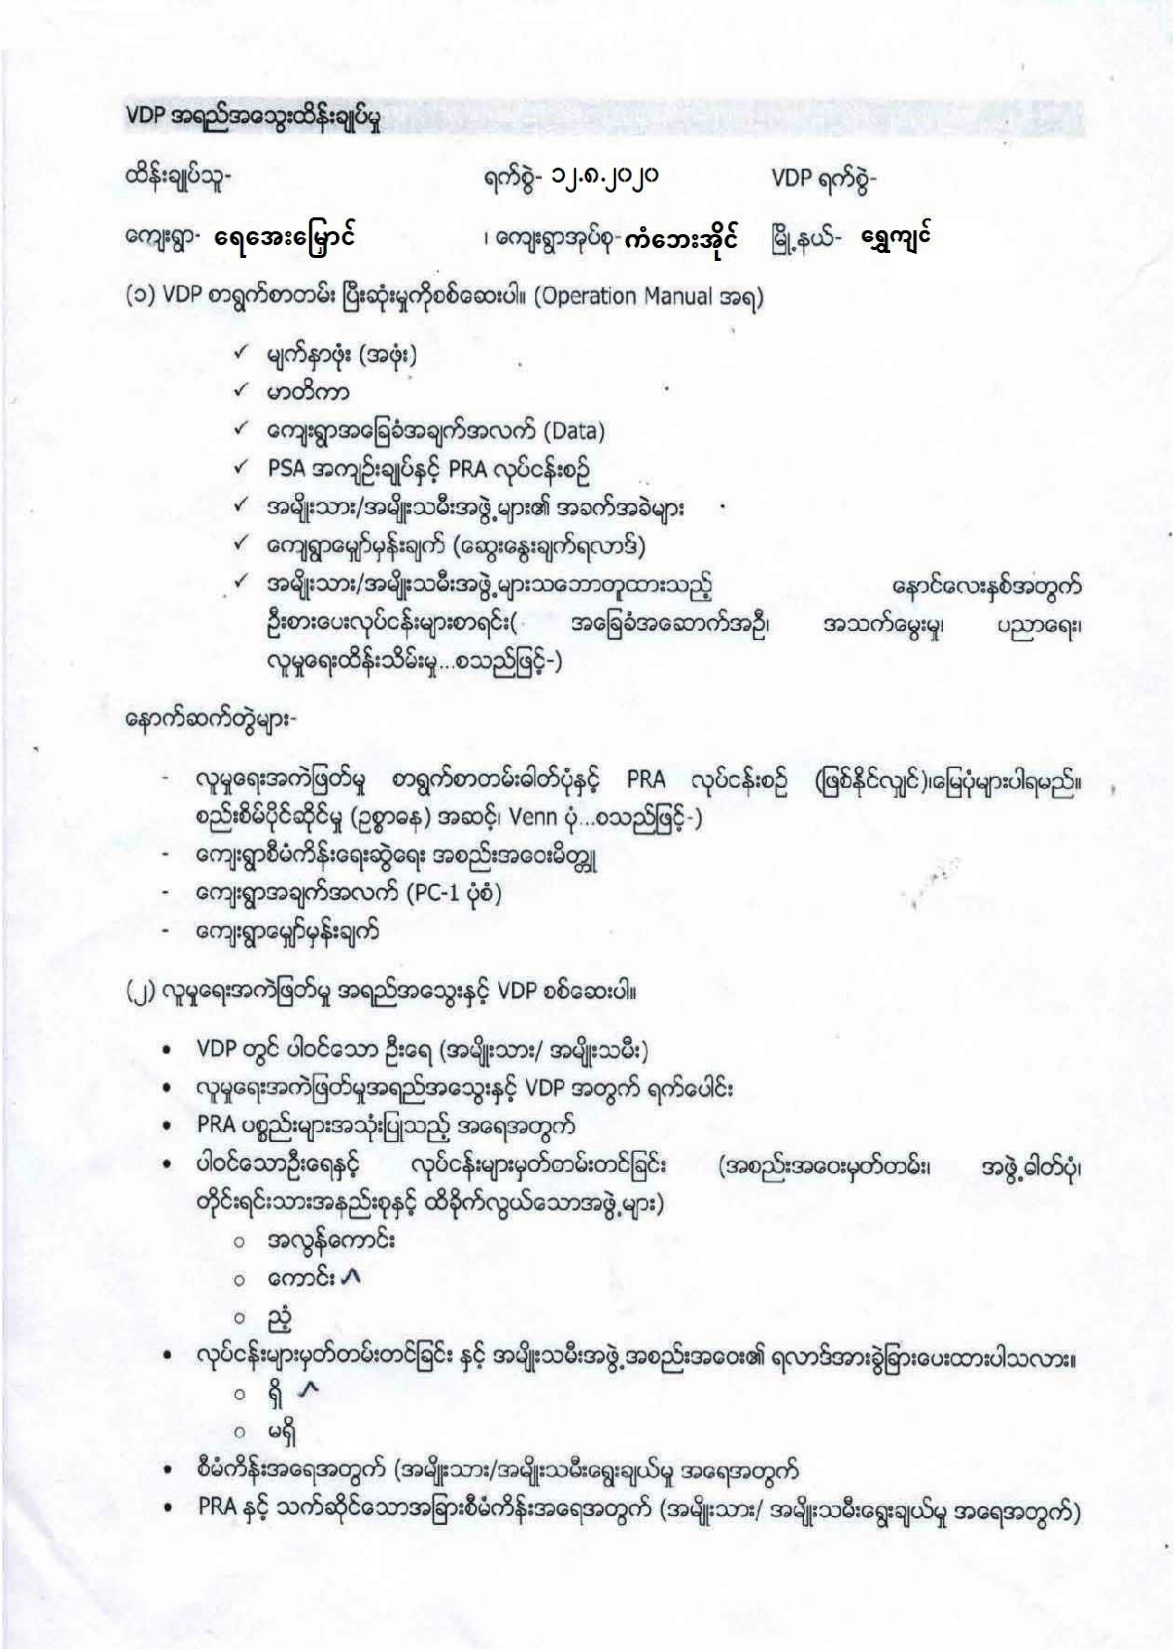 VDP အရည်အသွေးထိန်းချုပ်မှု
ထိန်းချုပ်သူ- ရက်စွဲ- ၁၂.၈.၂၀၂၀ VDP ရက်စွဲ-
ကျေးရွာ- ရေအေးမြှောင် ၊ ကျေးရွာအုပ်စု- ကံဘေးအိုင် မြို့နယ်- ရွှေကျင်
(၁) VDP စာရွက်စာတမ်း ပြီးဆုံးမှုကိုစစ်ဆေးပါ။ (Operation Manual အရ)
✓ မျက်နှာဖုံး (အဖုံး)
✓ မာတိကာ
✓ ကျေးရွာအခြေခံအချက်အလက် (Data)
✓ PSA အကျဉ်းချုပ်နှင့် PRA လုပ်ငန်းစဉ်
✓ အမျိုးသား/အမျိုးသမီးအဖွဲ့များ၏ အခက်အခဲများ
✓ ကျေရွာမျှော်မှန်းချက် (ဆွေးနွေးချက်ရလာဒ်)
✓ အမျိုးသား/အမျိုးသမီးအဖွဲ့များသဘောတူထားသည့် နောင်လေးနှစ်အတွက်
ဦးစားပေးလုပ်ငန်းများစာရင်း( အခြေခံအဆောက်အဦ၊ အသက်မွေးမှု၊ ပညာရေး၊
လူမှုရေးထိန်းသိမ်းမှု...စသည်ဖြင့်-)
နောက်ဆက်တွဲများ-
- လူမှုရေးအကဲဖြတ်မှု စာရွက်စာတမ်းဓါတ်ပုံနှင့် PRA လုပ်ငန်းစဉ် (ဖြစ်နိုင်လျှင်)၊မြေပုံများပါရမည်။
စည်းစိမ်ပိုင်ဆိုင်မှု (ဥစ္စာဓန) အဆင့်၊ Venn ပုံ...စသည်ဖြင့်-)
- ကျေးရွာစီမံကိန်းရေးဆွဲရေး အစည်းအဝေးမိတ္တူ
- ကျေးရွာအချက်အလက် (PC-1 ပုံစံ)
- ကျေးရွာမျှော်မှန်းချက်
(၂) လူမှုရေးအကဲဖြတ်မှု အရည်အသွေးနှင့် VDP စစ်ဆေးပါ။
• VDP တွင် ပါဝင်သော ဦးရေ (အမျိုးသား/ အမျိုးသမီး)
• လူမှုရေးအကဲဖြတ်မှုအရည်အသွေးနှင့် VDP အတွက် ရက်ပေါင်း
• PRA ပစ္စည်းများအသုံးပြုသည့် အရေအတွက်
• ပါဝင်သောဦးရေနှင့် လုပ်ငန်းများမှတ်တမ်းတင်ခြင်း (အစည်းအဝေးမှတ်တမ်း၊ အဖွဲ့ဓါတ်ပုံ၊
တိုင်းရင်းသားအနည်းစုနှင့် ထိခိုက်လွယ်သောအဖွဲ့များ)
○ အလွန်ကောင်း
○ ကောင်း ^
○ ညံ့
• လုပ်ငန်းများမှတ်တမ်းတင်ခြင်း နှင့် အမျိုးသမီးအဖွဲ့အစည်းအဝေး၏ ရလာဒ်အားခွဲခြားပေးထားပါသလား။
○ ရှိ ^
○ မရှိ
• စီမံကိန်းအရေအတွက် (အမျိုးသား/အမျိုးသမီးရွေးချယ်မှု အရေအတွက်
• PRA နှင့် သက်ဆိုင်သောအခြားစီမံကိန်းအရေအတွက် (အမျိုးသား/ အမျိုးသမီးရွေးချယ်မှု အရေအတွက်)